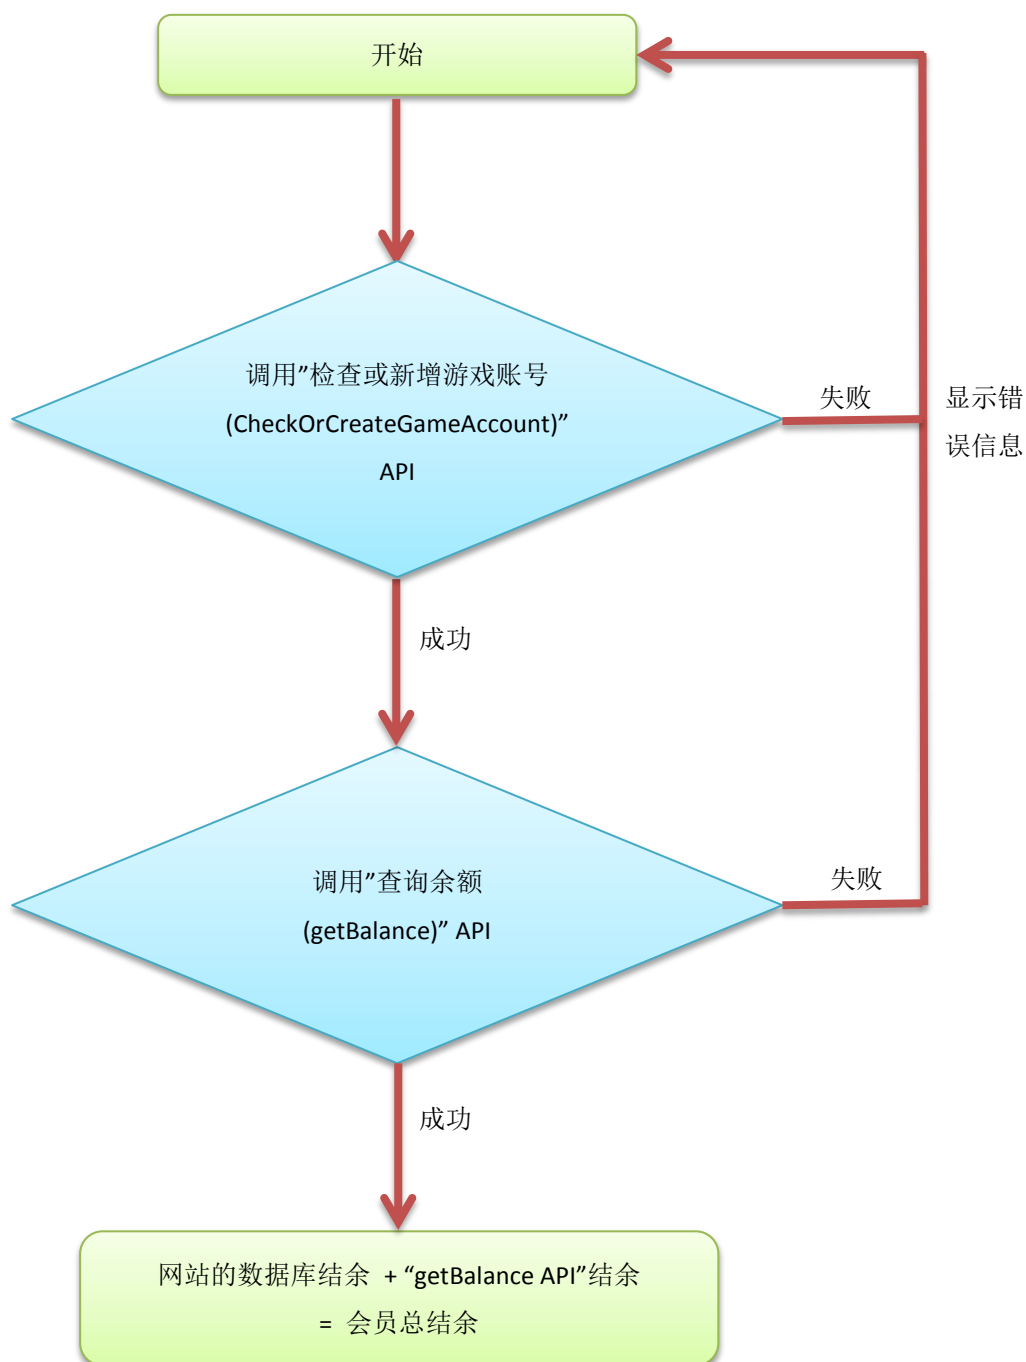 开始
调用”检查或新增游戏账号
(CheckOrCreateGameAccount)”
API
失败
显示错
误信息
成功
调用”查询余额
(getBalance)” API
失败
成功
网站的数据库结余 + “getBalance API”结余
= 会员总结余